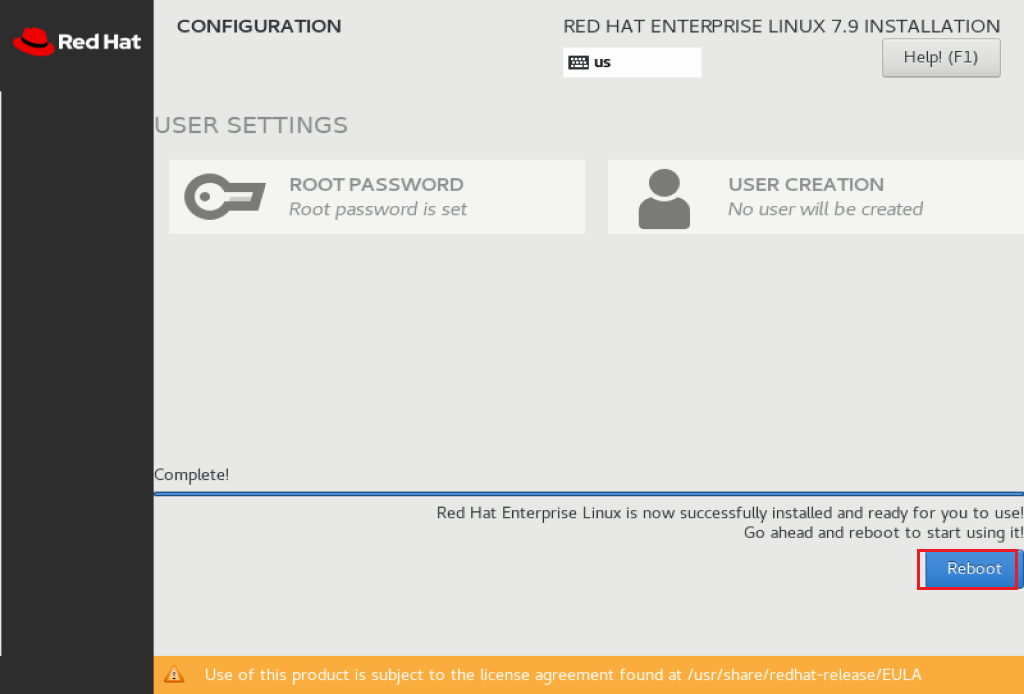 Red Hat
CONFIGURATION
RED HAT ENTERPRISE LINUX 7.9 INSTALLATION
us
Help! (F1)
USER SETTINGS
ROOT PASSWORD
Root password is set
USER CREATION
No user will be created
Complete!
Red Hat Enterprise Linux is now successfully installed and ready for you to use!
Go ahead and reboot to start using it!
Reboot
Use of this product is subject to the license agreement found at /usr/share/redhat-release/EULA